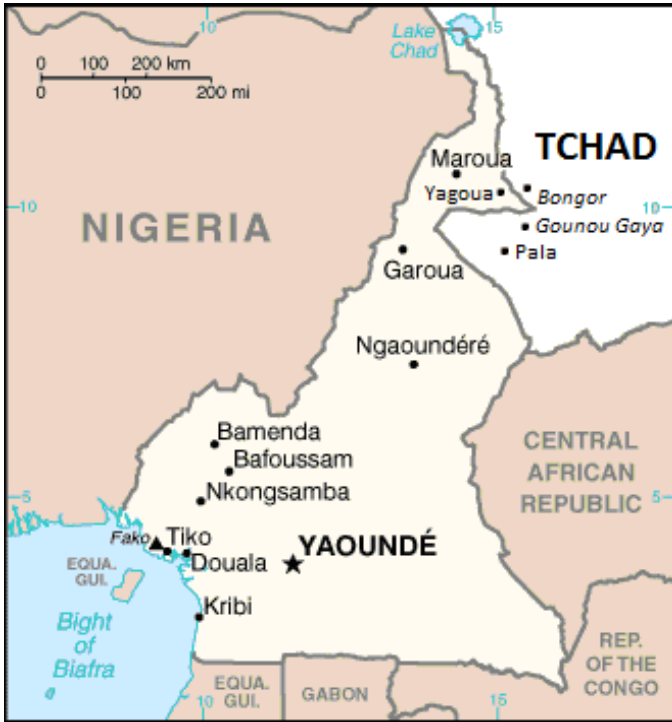 10
15
Lake
Chad
0 100 200 km
0 100 200 mi
TCHAD
Maroua
Yagoua
Bongor
10
10
Gounou Gaya
NIGERIA
Pala
Garoua
Ngaoundéré
Bamenda
Bafoussam
CENTRAL
AFRICAN
REPUBLIC
Nkongsamba
5
5
Fako
Tiko
YAOUNDÉ
Douala
EQUA.
GUI.
Kribi
Bight
of
Biafra
REP.
OF THE
CONGO
EQUA.
GUI.
GABON
10
15